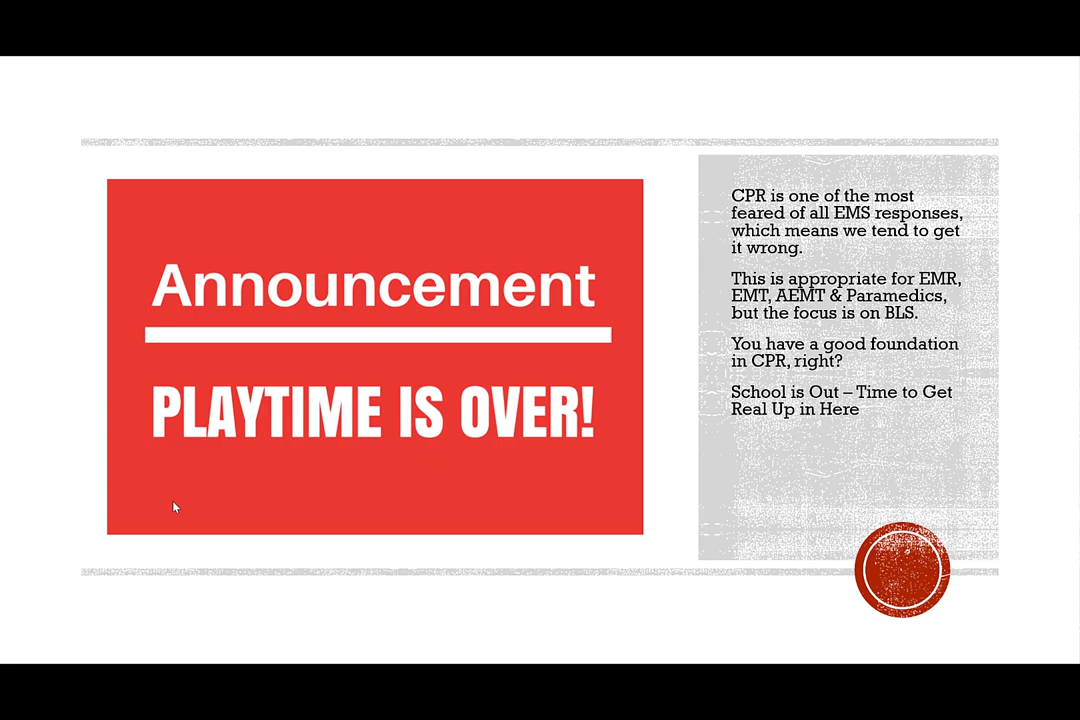 Announcement
PLAYTIME IS OVER!
CPR is one of the most
feared of all EMS responses,
which means we tend to get
it wrong.
This is appropriate for EMR,
EMT, AEMT & Paramedics,
but the focus is on BLS.
You have a good foundation
in CPR, right?
School is Out – Time to Get
Real Up in Here